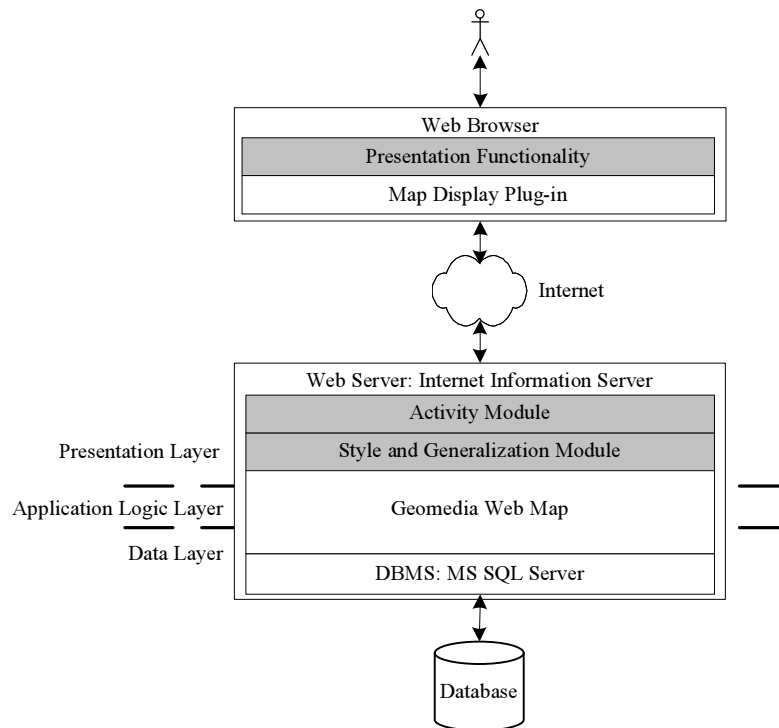 Web Browser
Presentation Functionality
Map Display Plug-in
Internet
Web Server: Internet Information Server
Activity Module
Style and Generalization Module
Presentation Layer
Geomedia Web Map
Application Logic Layer
Data Layer
DBMS: MS SQL Server
Database